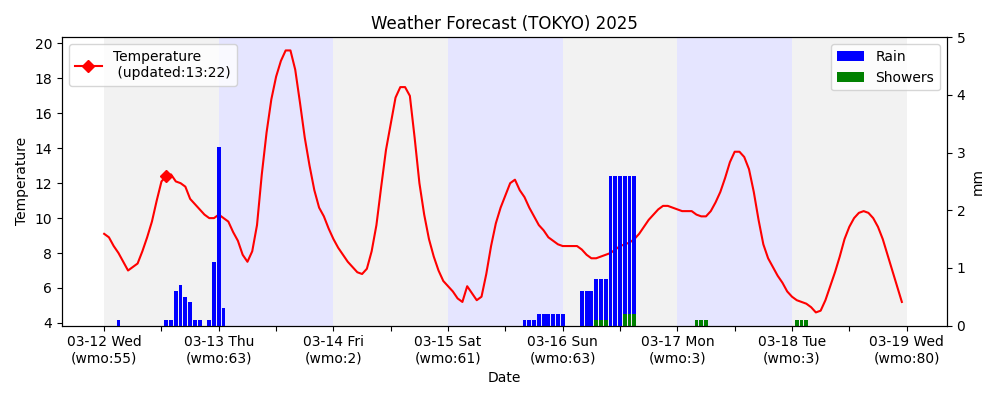 Weather Forecast (TOKYO) 2025
Temperature
(updated:13:22)
Rain
Showers
Temperature
20
18
16
14
12
10
8
6
4
5
4
3
2
1
0
mm
03-12 Wed
(wmo:55)
03-13 Thu
(wmo:63)
03-14 Fri
(wmo:2)
03-15 Sat
(wmo:61)
03-16 Sun
(wmo:63)
03-17 Mon
(wmo:3)
03-18 Tue
(wmo:3)
03-19 Wed
(wmo:80)
Date